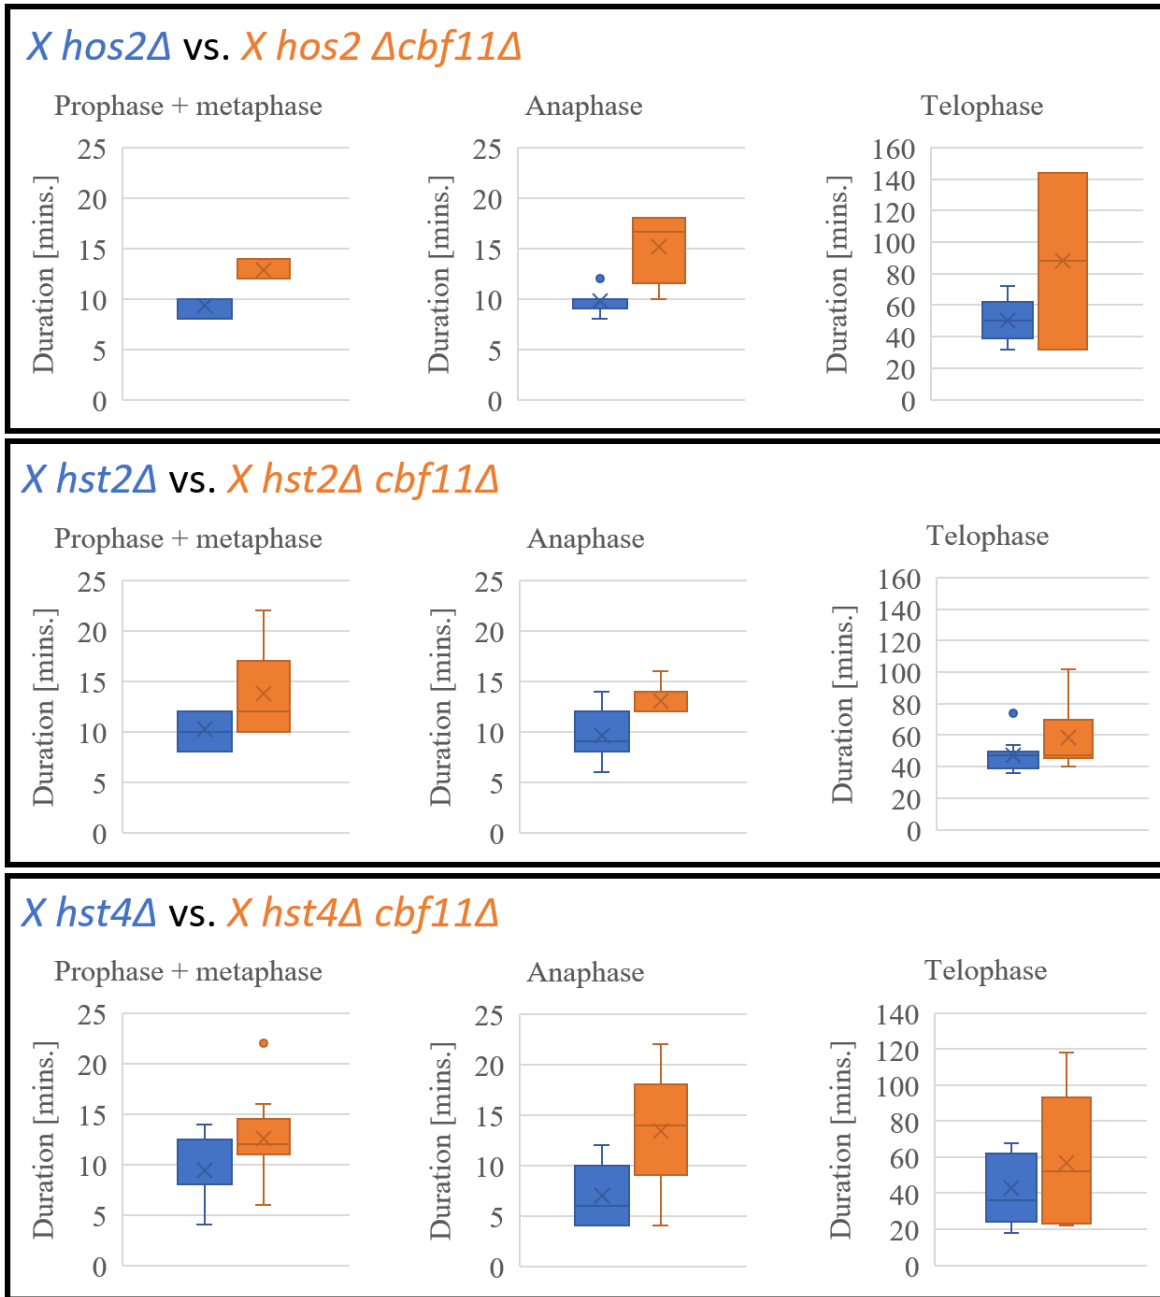 X hos2Δ vs. X hos2 Δcbf11Δ
Prophase + metaphase
Duration [mins.]
25
20
15
10
5
0
Anaphase
Duration [mins.]
25
20
15
10
5
0
Telophase
Duration [mins.]
160
140
120
100
80
60
40
20
0
X hst2Δ vs. X hst2Δ cbf11Δ
Prophase + metaphase
Duration [mins.]
25
20
15
10
5
0
Anaphase
Duration [mins.]
25
20
15
10
5
0
Telophase
Duration [mins.]
160
140
120
100
80
60
40
20
0
X hst4Δ vs. X hst4Δ cbf11Δ
Prophase + metaphase
Duration [mins.]
25
20
15
10
5
0
Anaphase
Duration [mins.]
25
20
15
10
5
0
Telophase
Duration [mins.]
140
120
100
80
60
40
20
0